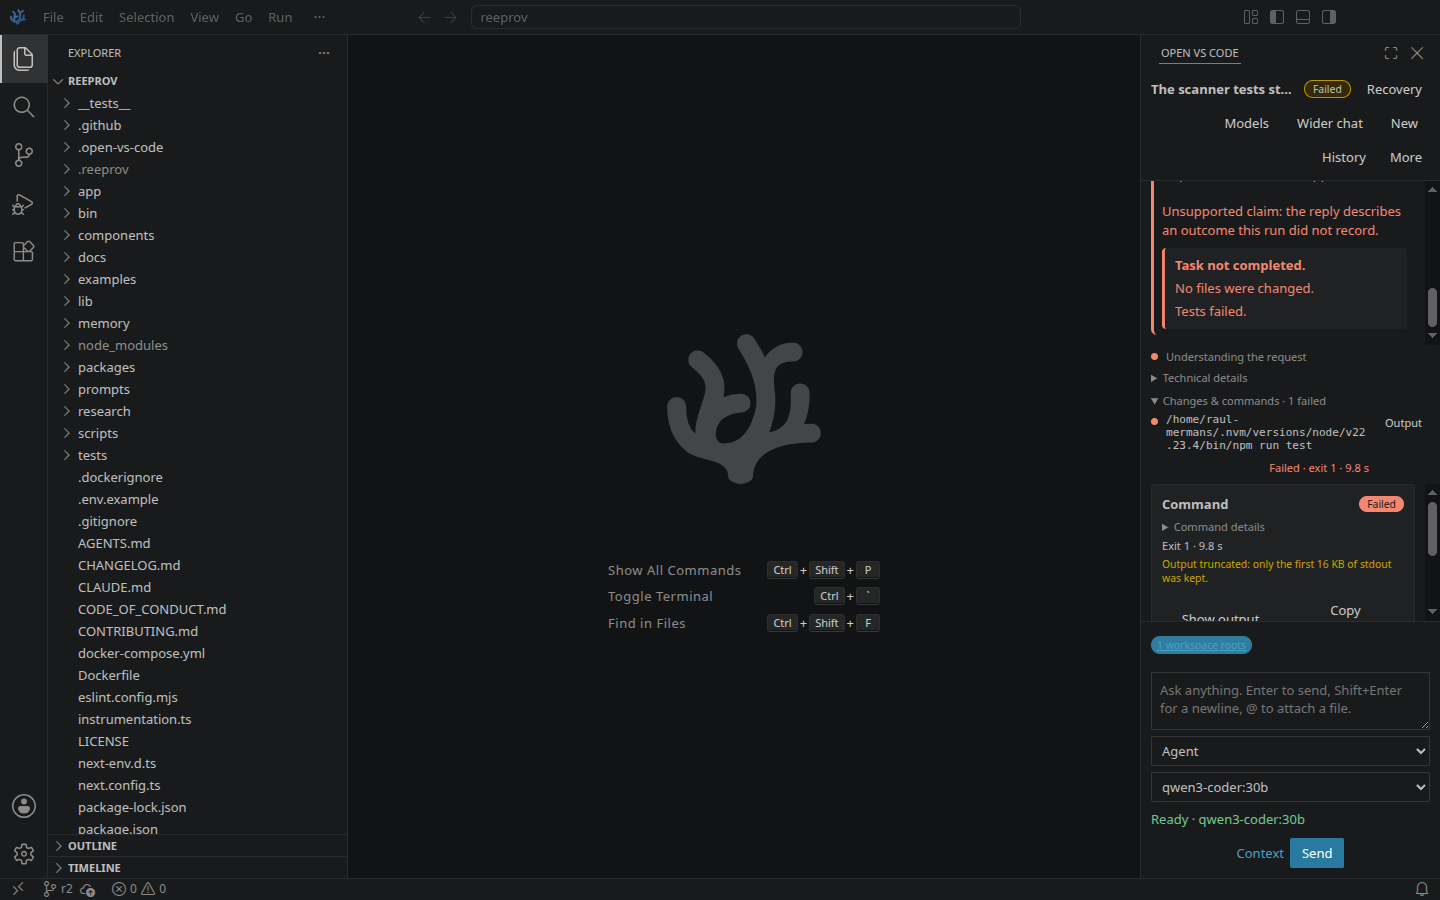 File Edit Selection View Go Run ···
reeprov
EXPLORER
REEPROV
__tests__
.github
.open-vs-code
.reeprov
app
bin
components
docs
examples
lib
memory
node_modules
packages
prompts
research
scripts
tests
.dockerignore
.env.example
.gitignore
AGENTS.md
CHANGELOG.md
CLAUDE.md
CODE_OF_CONDUCT.md
CONTRIBUTING.md
docker-compose.yml
Dockerfile
eslint.config.mjs
instrumentation.ts
LICENSE
next-env.d.ts
next.config.ts
package-lock.json
package.json
OUTLINE
TIMELINE
Show All Commands Ctrl + Shift + P
Toggle Terminal Ctrl + `
Find in Files Ctrl + Shift + F
OPEN VS CODE
The scanner tests st... Failed Recovery
Models Wider chat New
History More
Unsupported claim: the reply describes
an outcome this run did not record.
Task not completed.
No files were changed.
Tests failed.
Understanding the request
Technical details
Changes & commands · 1 failed
/home/raul-
mermans/.nvm/versions/node/v22
.23.4/bin/npm run test
Output
Failed · exit 1 · 9.8 s
Command Failed
Command details
Exit 1 · 9.8 s
Output truncated: only the first 16 KB of stdout
was kept.
Show output Copy
1 workspace roots
Ask anything. Enter to send, Shift+Enter
for a newline, @ to attach a file.
Agent
qwen3-coder:30b
Ready · qwen3-coder:30b
Context Send
r2 0 0